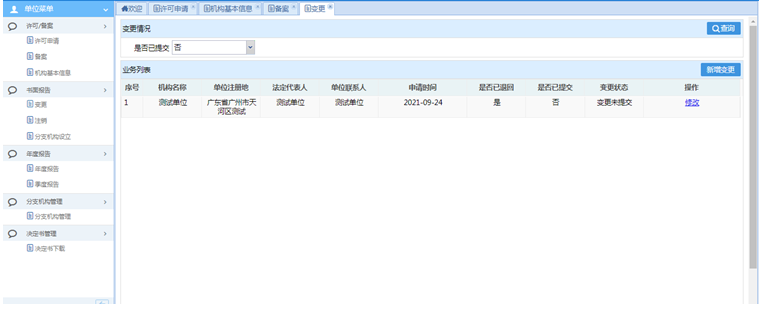 单位菜单
许可/备案
许可申请
备案
机构基本信息
书面报告
变更
注销
分支机构设立
年度报告
年度报告
季度报告
分支机构管理
分支机构管理
决定书管理
决定书下载
欢迎 许可申请 机构基本信息 备案 变更
变更情况 查询
是否已提交 否
业务列表 新增变更
序号 机构名称 单位注册地 法定代表人 单位联系人 申请时间 是否已退回 是否已提交 变更状态 操作
1 测试单位 广东省广州市天河区测试 测试单位 测试单位 2021-09-24 是 否 变更未提交 修改